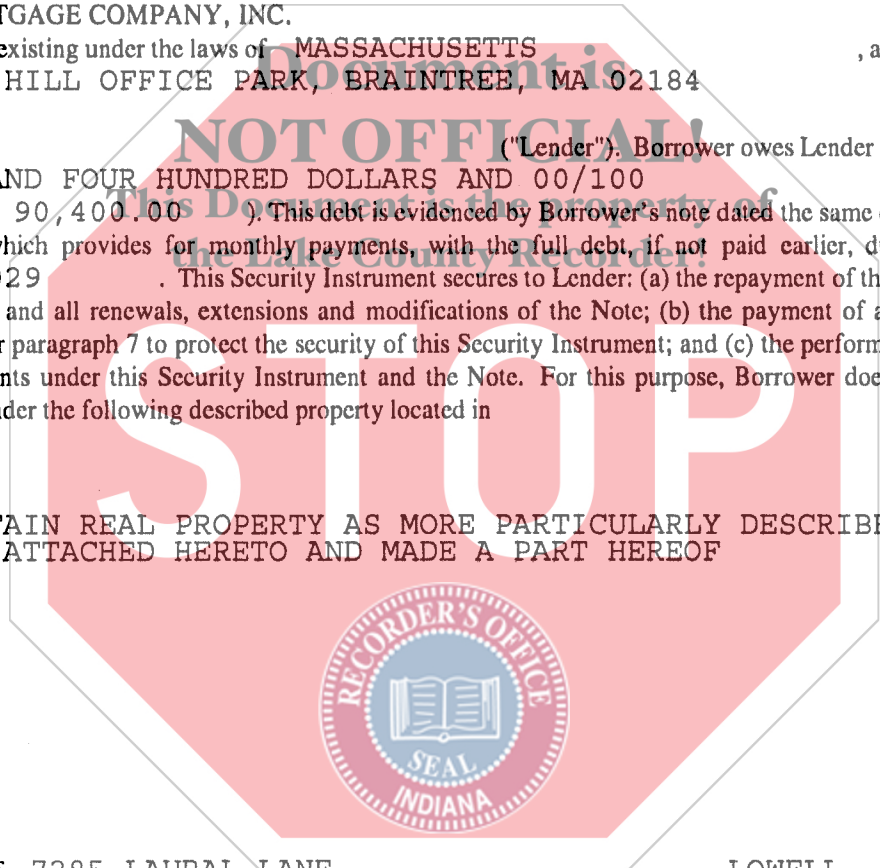 TGAGE COMPANY, INC.
existing under the laws of MASSACHUSETTS , a
HILL OFFICE PARK, BRAINTREE, MA 02184
Document is
NOT OFFICIAL!
("Lender"). Borrower owes Lender
AND FOUR HUNDRED DOLLARS AND 00/100
This Document is the property of
90,400.00 ). This debt is evidenced by Borrower's note dated the same
which provides for monthly payments, with the full debt, if not paid earlier, d
the Lake County Recorder!
029 . This Security Instrument secures to Lender: (a) the repayment of th
and all renewals, extensions and modifications of the Note; (b) the payment of a
r paragraph 7 to protect the security of this Security Instrument; and (c) the perform
nts under this Security Instrument and the Note. For this purpose, Borrower doe
der the following described property located in
STOP
TAIN REAL PROPERTY AS MORE PARTICULARLY DESCRIBE
ATTACHED HERETO AND MADE A PART HEREOF
RECORDER'S OFFICE
SEAL
INDIANA
7285 LAURAL LANE LOWELL